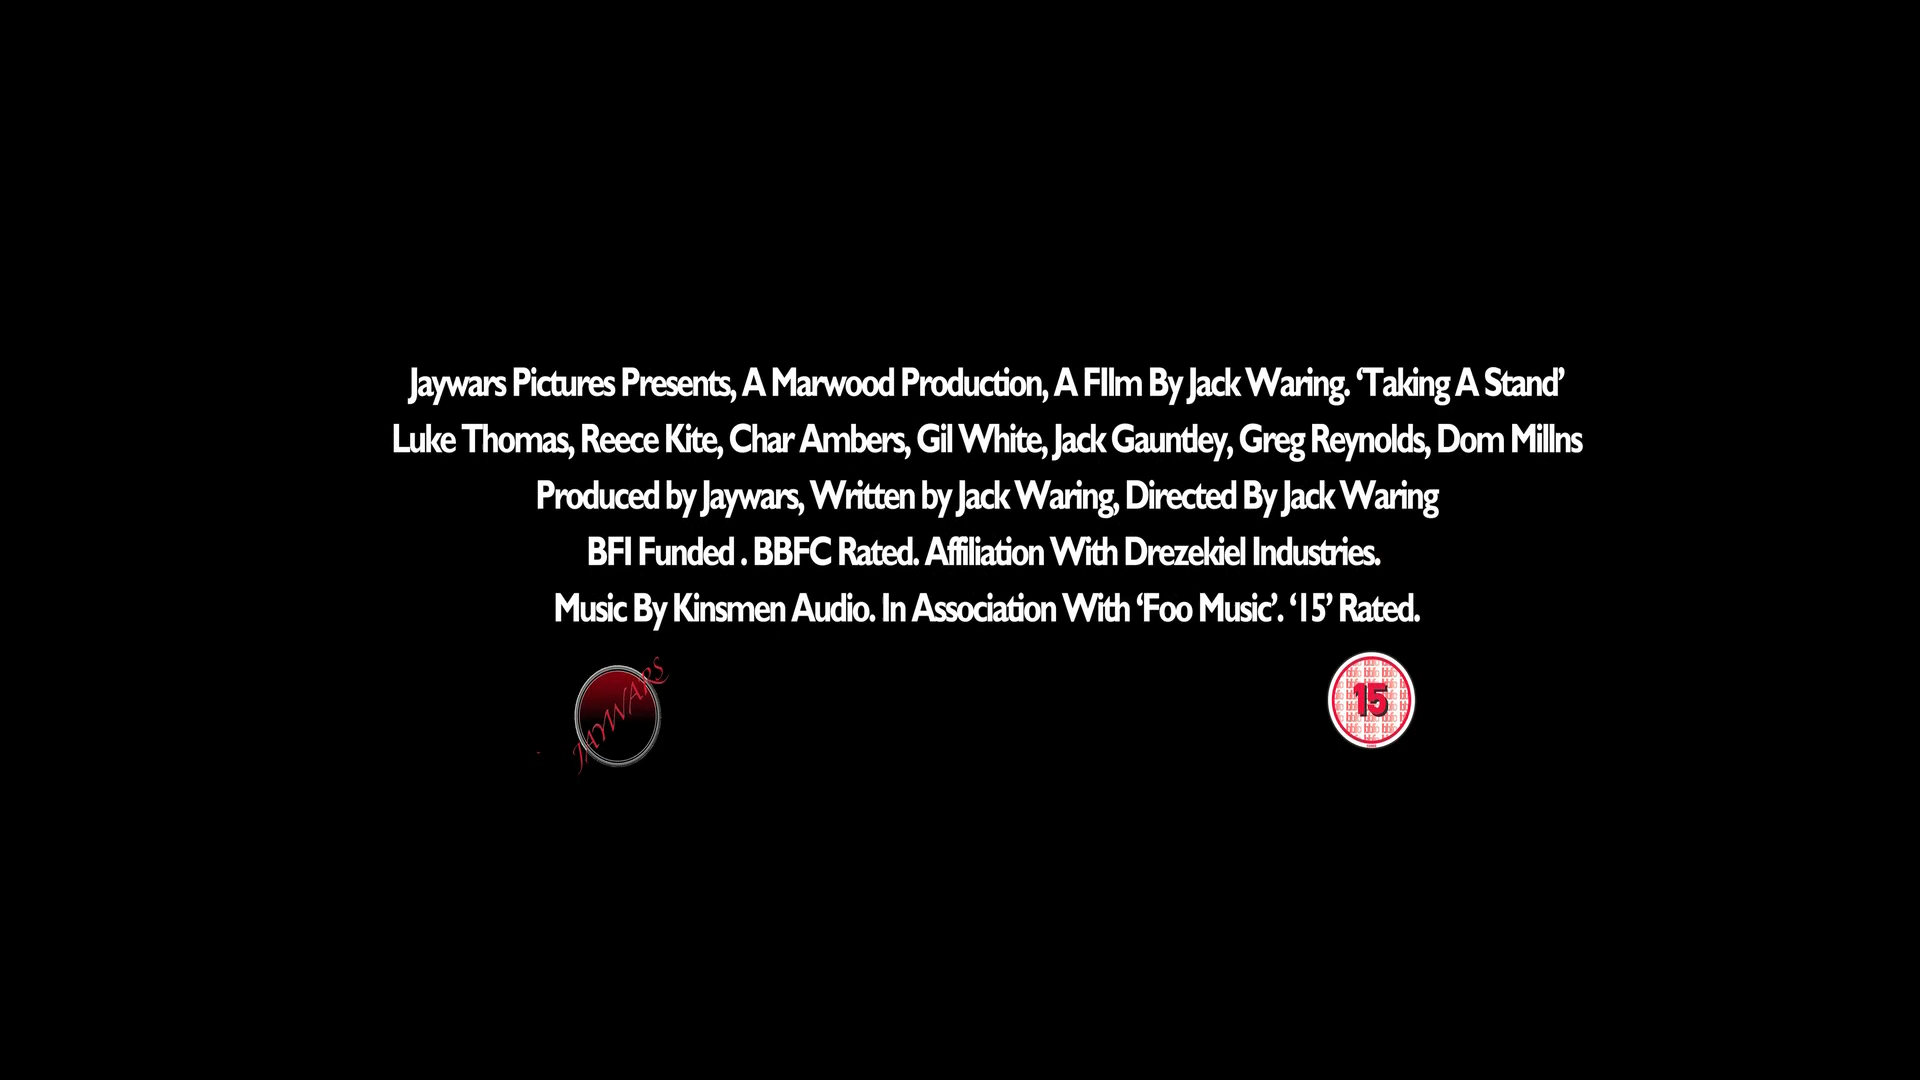 Jaywars Pictures Presents, A Marwood Production, A FIlm By Jack Waring. ‘Taking A Stand’
Luke Thomas, Reece Kite, Char Ambers, Gil White, Jack Gauntley, Greg Reynolds, Dom Millns
Produced by Jaywars, Written by Jack Waring, Directed By Jack Waring
BFI Funded . BBFC Rated. Affiliation With Drezekiel Industries.
Music By Kinsmen Audio. In Association With ‘Foo Music’. ‘15’ Rated.
JAYWARS
15